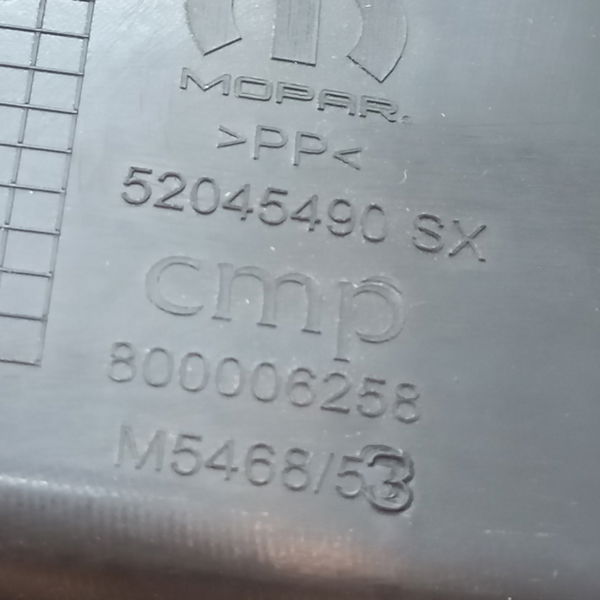 MOPAR.
>PP<
52045490 SX
cmp
800006258
M5468/53